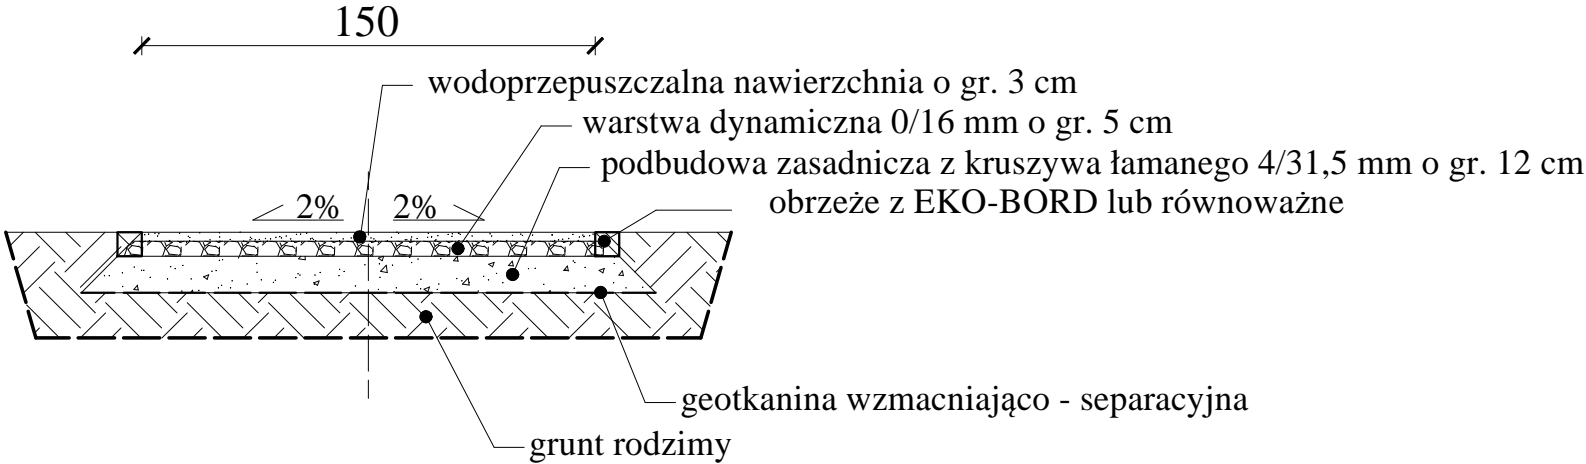 150
wodoprzepuszczalna nawierzchnia o gr. 3 cm
warstwa dynamiczna 0/16 mm o gr. 5 cm
podbudowa zasadnicza z kruszywa łamanego 4/31,5 mm o gr. 12 cm
obrzeże z EKO-BORD lub równoważne
2% 2%
geotkanina wzmacniająco - separacyjna
grunt rodzimy